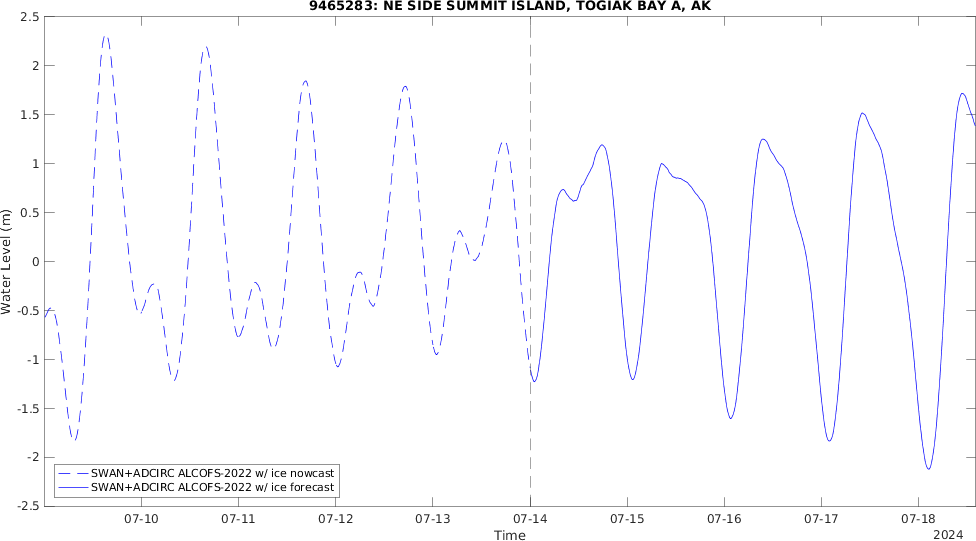 9465283: NE SIDE SUMMIT ISLAND, TOGIAK BAY A, AK
2.5
2
1.5
1
0.5
0
-0.5
-1
-1.5
-2
-2.5
Water Level (m)
SWAN+ADCIRC ALCOFS-2022 w/ ice nowcast
SWAN+ADCIRC ALCOFS-2022 w/ ice forecast
07-10 07-11 07-12 07-13 07-14 07-15 07-16 07-17 07-18
Time
2024